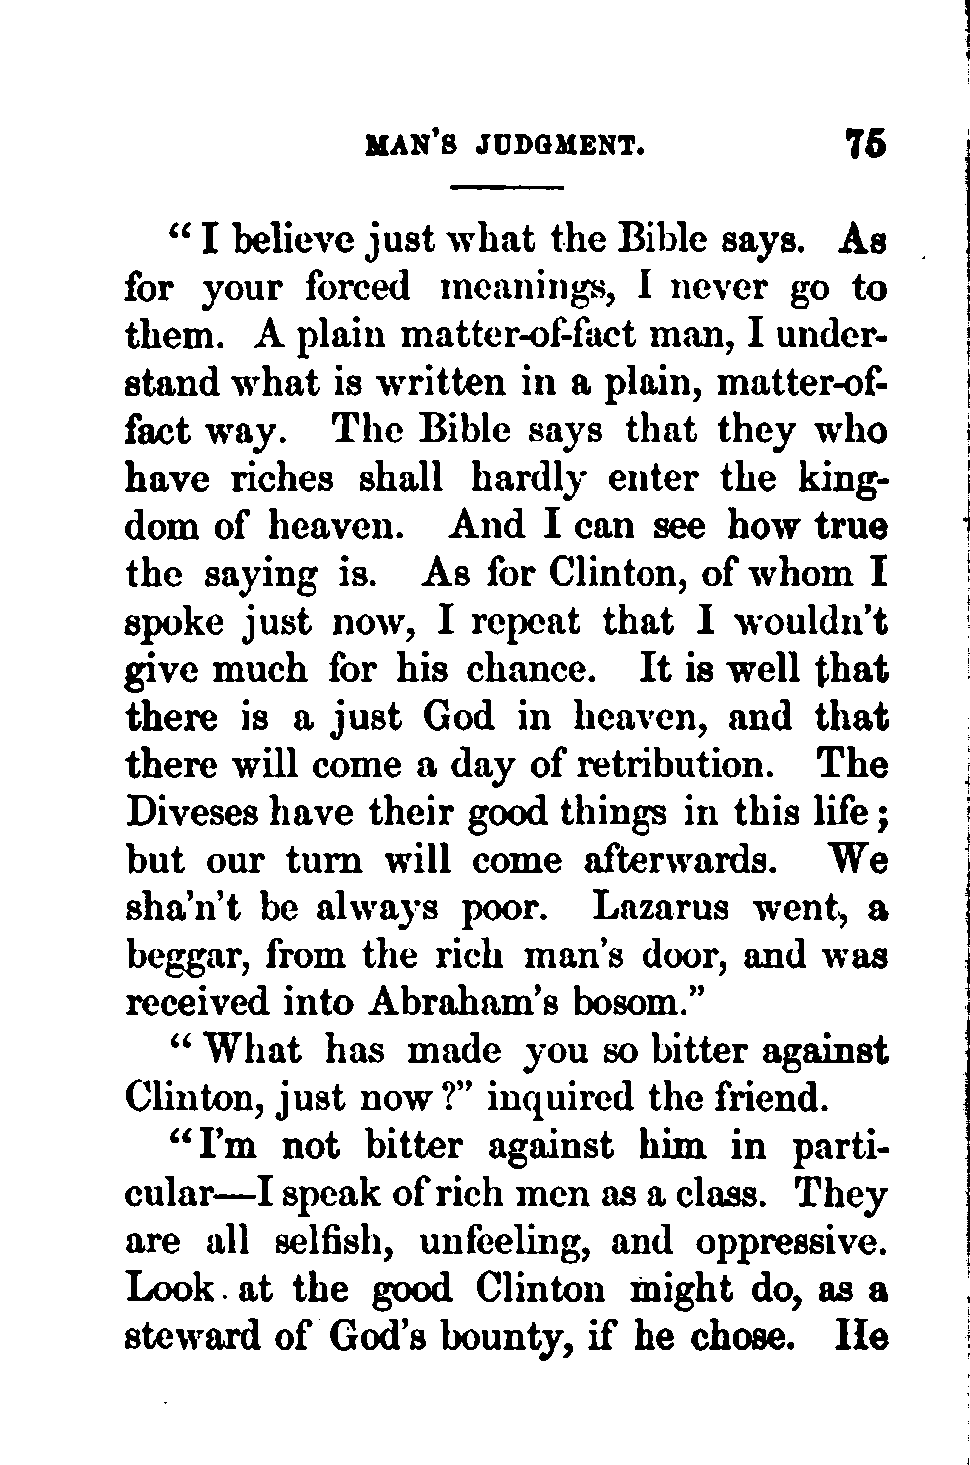 MAN'S JUDGMENT. 75
“ I believe just what the Bible says. As
for your forced meanings, I never go to
them. A plain matter-of-fact man, I under-
stand what is written in a plain, matter-of-
fact way. The Bible says that they who
have riches shall hardly enter the king-
dom of heaven. And I can see how true
the saying is. As for Clinton, of whom I
spoke just now, I repeat that I wouldn't
give much for his chance. It is well that
there is a just God in heaven, and that
there will come a day of retribution. The
Diveses have their good things in this life ;
but our turn will come afterwards. We
sha'n't be always poor. Lazarus went, a
beggar, from the rich man's door, and was
received into Abraham's bosom.”
“ What has made you so bitter against
Clinton, just now ?” inquired the friend.
“ I'm not bitter against him in parti-
cular—I speak of rich men as a class. They
are all selfish, unfeeling, and oppressive.
Look at the good Clinton might do, as a
steward of God's bounty, if he chose. He